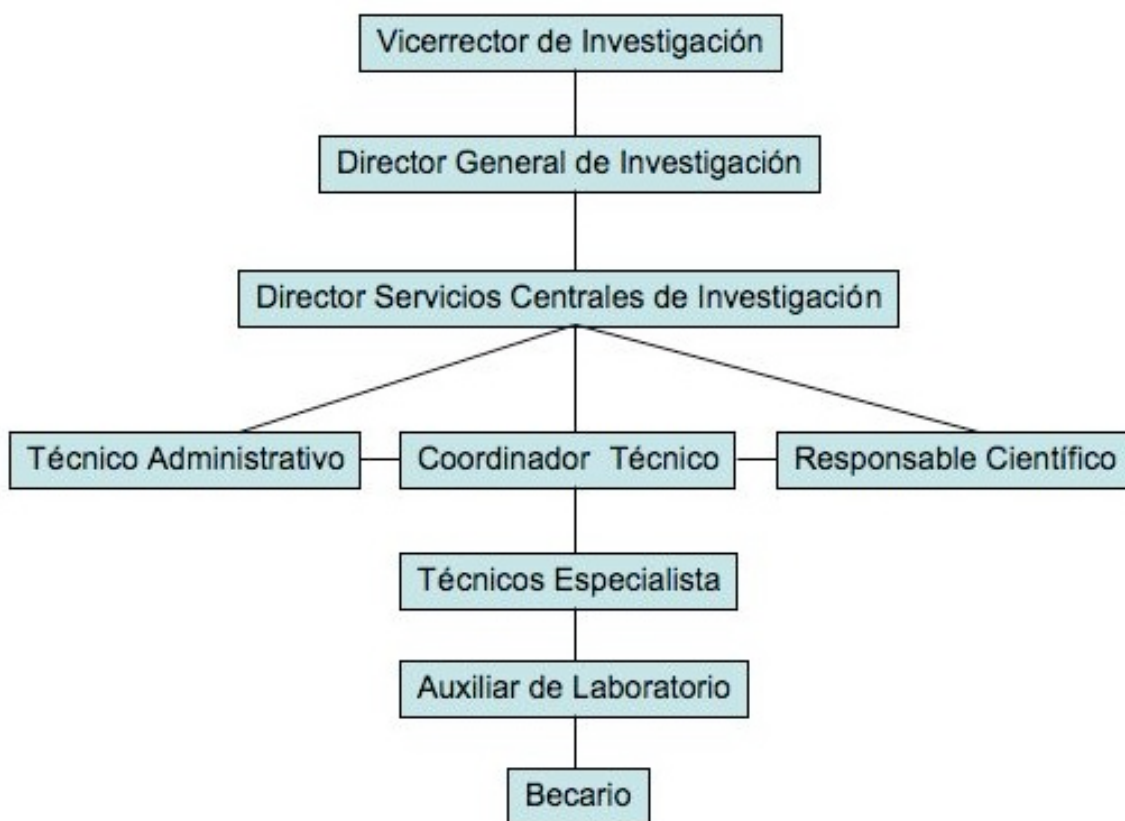 Vicerrector de Investigación
Director General de Investigación
Director Servicios Centrales de Investigación
Técnico Administrativo
Coordinador Técnico
Responsable Científico
Técnicos Especialista
Auxiliar de Laboratorio
Becario